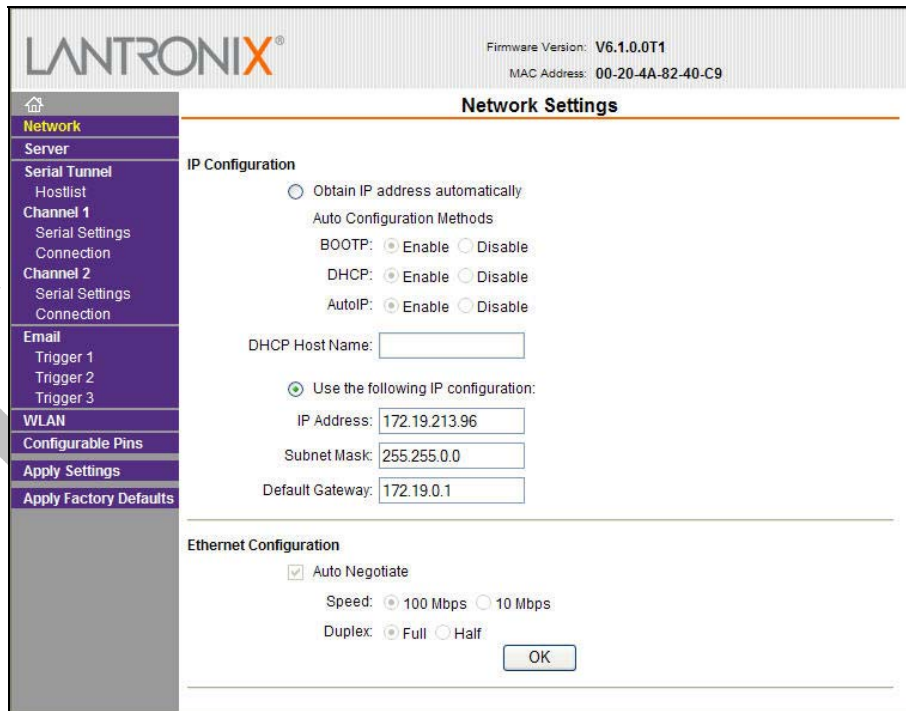 LANTRONIX®
Firmware Version: V6.1.0.0T1
MAC Address: 00-20-4A-82-40-C9
Network
Server
Serial Tunnel
Hostlist
Channel 1
Serial Settings
Connection
Channel 2
Serial Settings
Connection
Email
Trigger 1
Trigger 2
Trigger 3
WLAN
Configurable Pins
Apply Settings
Apply Factory Defaults
Network Settings
IP Configuration
Obtain IP address automatically
Auto Configuration Methods
BOOTP: Enable Disable
DHCP: Enable Disable
AutoIP: Enable Disable
DHCP Host Name:
Use the following IP configuration:
IP Address: 172.19.213.96
Subnet Mask: 255.255.0.0
Default Gateway: 172.19.0.1
Ethernet Configuration
Auto Negotiate
Speed: 100 Mbps 10 Mbps
Duplex: Full Half
OK